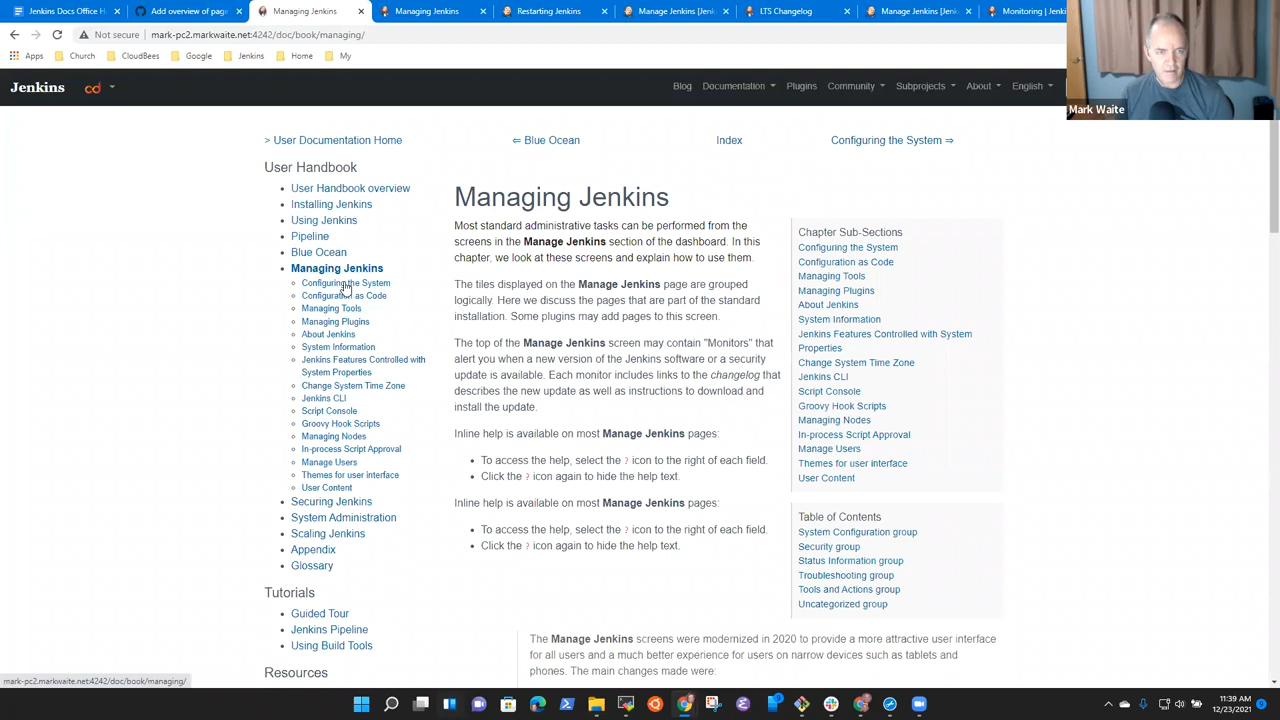 Jenkins Docs Office H
Add overview of page
Managing Jenkins
Managing Jenkins
Restarting Jenkins
Manage Jenkins [Jen
LTS Changelog
Manage Jenkins [Jen
Monitoring | Jenk
Not secure
mark-pc2.markwaite.net:4242/doc/book/managing/
Apps
Church
CloudBees
Google
Jenkins
Home
My
Mark Waite
Jenkins
cd
Blog
Documentation
Plugins
Community
Subprojects
About
English
> User Documentation Home
⇐ Blue Ocean
Index
Configuring the System ⇒
User Handbook
User Handbook overview
Installing Jenkins
Using Jenkins
Pipeline
Blue Ocean
Managing Jenkins
Configuring the System
Configuration as Code
Managing Tools
Managing Plugins
About Jenkins
System Information
Jenkins Features Controlled with
System Properties
Change System Time Zone
Jenkins CLI
Script Console
Groovy Hook Scripts
Managing Nodes
In-process Script Approval
Manage Users
Themes for user interface
User Content
Securing Jenkins
System Administration
Scaling Jenkins
Appendix
Glossary
Tutorials
Guided Tour
Jenkins Pipeline
Using Build Tools
Resources
Managing Jenkins
Most standard administrative tasks can be performed from the
screens in the Manage Jenkins section of the dashboard. In this
chapter, we look at these screens and explain how to use them.
The tiles displayed on the Manage Jenkins page are grouped
logically. Here we discuss the pages that are part of the standard
installation. Some plugins may add pages to this screen.
The top of the Manage Jenkins screen may contain "Monitors" that
alert you when a new version of the Jenkins software or a security
update is available. Each monitor includes links to the changelog that
describes the new update as well as instructions to download and
install the update.
Inline help is available on most Manage Jenkins pages:
To access the help, select the ? icon to the right of each field.
Click the ? icon again to hide the help text.
Inline help is available on most Manage Jenkins pages:
To access the help, select the ? icon to the right of each field.
Click the ? icon again to hide the help text.
The Manage Jenkins screens were modernized in 2020 to provide a more attractive user interface
for all users and a much better experience for users on narrow devices such as tablets and
phones. The main changes made were:
Chapter Sub-Sections
Configuring the System
Configuration as Code
Managing Tools
Managing Plugins
About Jenkins
System Information
Jenkins Features Controlled with System
Properties
Change System Time Zone
Jenkins CLI
Script Console
Groovy Hook Scripts
Managing Nodes
In-process Script Approval
Manage Users
Themes for user interface
User Content
Table of Contents
System Configuration group
Security group
Status Information group
Troubleshooting group
Tools and Actions group
Uncategorized group
mark-pc2.markwaite.net:4242/doc/book/managing/
11:39 AM
12/23/2021